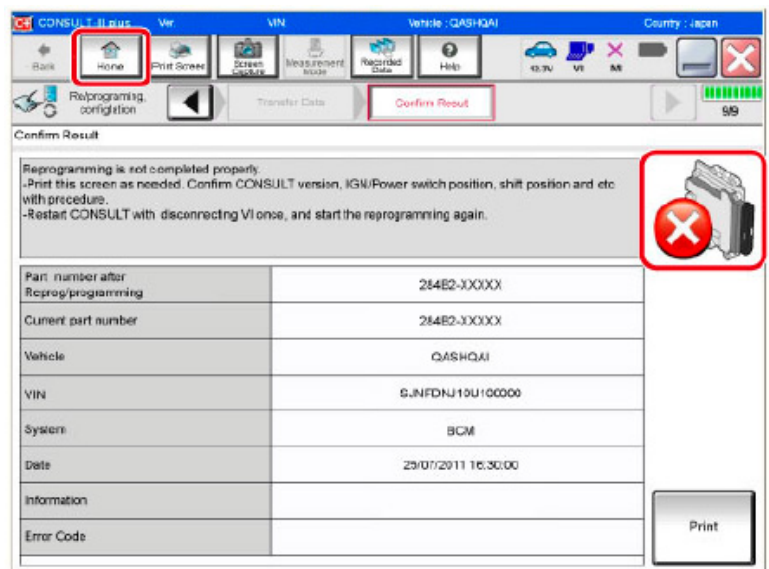 CONSULT-III plus Ver. VIN: Vehicle : QASHQAI Country : Japan
Back Home Print Screen Screen Capture Measurement Mode Recorded Data Help 12.3V VI MI
Re/programing, configlation Transfer Data Confirm Result 9/9
Confirm Result
Reprogramming is not completed properly.
-Print this screen as needed. Confirm CONSULT version, IGN/Power switch position, shift position and etc
with procedure.
-Restart CONSULT with disconnecting VI once, and start the reprogramming again.
Part number after
Reprog/programming
284B2-XXXXX
Current part number 284B2-XXXXX
Vehicle QASHQAI
VIN SJNFDNJ10U100000
System BCM
Date 29/07/2011 16:30:00
Information
Error Code
Print